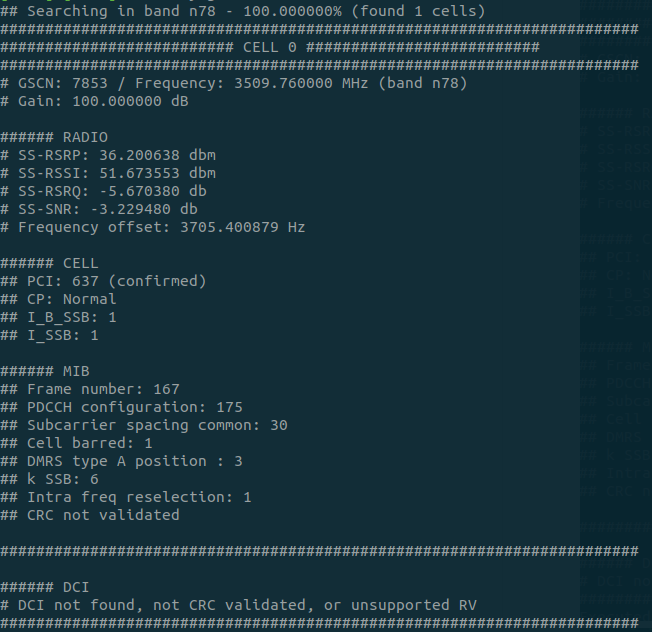 ## Searching in band n78 - 100.000000% (found 1 cells)
#######################################################################
########################## CELL 0 ##########################
#######################################################################
# GSCN: 7853 / Frequency: 3509.760000 MHz (band n78)
# Gain: 100.000000 dB
###### RADIO
# SS-RSRP: 36.200638 dbm
# SS-RSSI: 51.673553 dbm
# SS-RSRQ: -5.670380 db
# SS-SNR: -3.229480 db
# Frequency offset: 3705.400879 Hz
###### CELL
## PCI: 637 (confirmed)
## CP: Normal
## I_B_SSB: 1
## I_SSB: 1
###### MIB
## Frame number: 167
## PDCCH configuration: 175
## Subcarrier spacing common: 30
## Cell barred: 1
## DMRS type A position : 3
## k SSB: 6
## Intra freq reselection: 1
## CRC not validated
#######################################################################
###### DCI
# DCI not found, not CRC validated, or unsupported RV
#######################################################################